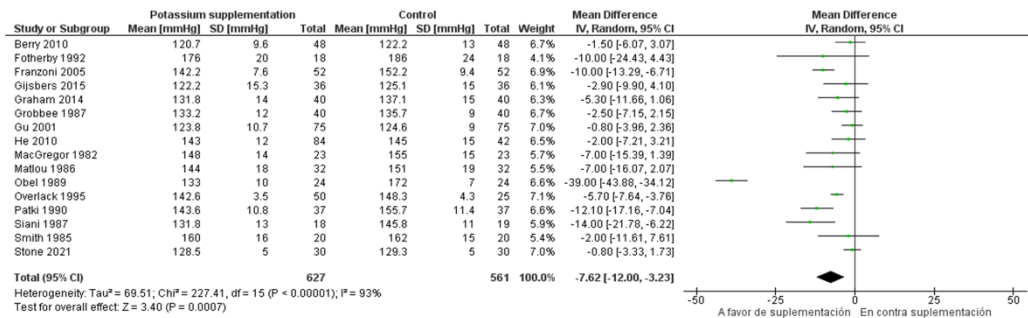 Potassium supplementation Control Mean Difference Mean Difference
Study or Subgroup Mean [mmHg] SD [mmHg] Total Mean [mmHg] SD [mmHg] Total Weight IV, Random, 95% CI IV, Random, 95% CI
Berry 2010 120.7 9.6 48 122.2 13 48 6.7% -1.50 [-6.07, 3.07]
Fotherby 1992 176 20 18 186 24 18 4.0% -10.00 [-24.43, 4.43]
Franzoni 2005 142.2 7.6 52 152.2 9.4 52 6.9% -10.00 [-13.29, -6.71]
Gijsbers 2015 122.2 15.3 36 125.1 15 36 6.1% -2.90 [-9.90, 4.10]
Graham 2014 131.8 14 40 137.1 15 40 6.3% -5.30 [-11.66, 1.06]
Grobbee 1987 133.2 12 40 135.7 9 40 6.7% -2.50 [-7.15, 2.15]
Gu 2001 123.8 10.7 75 124.6 9 75 7.0% -0.80 [-3.96, 2.36]
He 2010 143 12 84 145 15 42 6.6% -2.00 [-7.21, 3.21]
MacGregor 1982 148 14 23 155 15 23 5.8% -7.00 [-15.39, 1.39]
Matlou 1986 144 18 32 151 19 32 5.6% -7.00 [-16.07, 2.07]
Obel 1989 133 10 24 172 7 24 6.6% -39.00 [-43.88, -34.12]
Overlack 1995 142.6 3.5 50 148.3 4.3 25 7.1% -5.70 [-7.64, -3.76]
Patki 1990 143.6 10.8 37 155.7 11.4 37 6.6% -12.10 [-17.16, -7.04]
Siani 1987 131.8 13 18 145.8 11 19 5.9% -14.00 [-21.78, -6.22]
Smith 1985 160 16 20 162 15 20 5.4% -2.00 [-11.61, 7.61]
Stone 2021 128.5 5 30 129.3 5 30 7.0% -0.80 [-3.33, 1.73]
Total (95% CI) 627 561 100.0% -7.62 [-12.00, -3.23]
Heterogeneity: Tau² = 69.51; Chi² = 227.41, df = 15 (P < 0.00001); I² = 93%
Test for overall effect: Z = 3.40 (P = 0.0007)
-50 -25 0 25 50
A favor de suplementación En contra suplementación